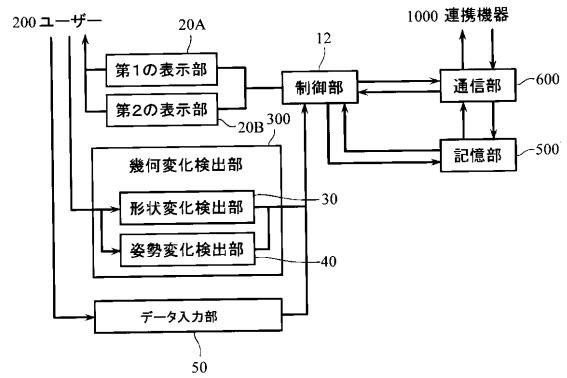 200 ユーザー
20A
第1の表示部
第2の表示部
20B
12
制御部
1000 連携機器
通信部
600
記憶部
500
300
幾何変化検出部
形状変化検出部
30
姿勢変化検出部
40
データ入力部
50